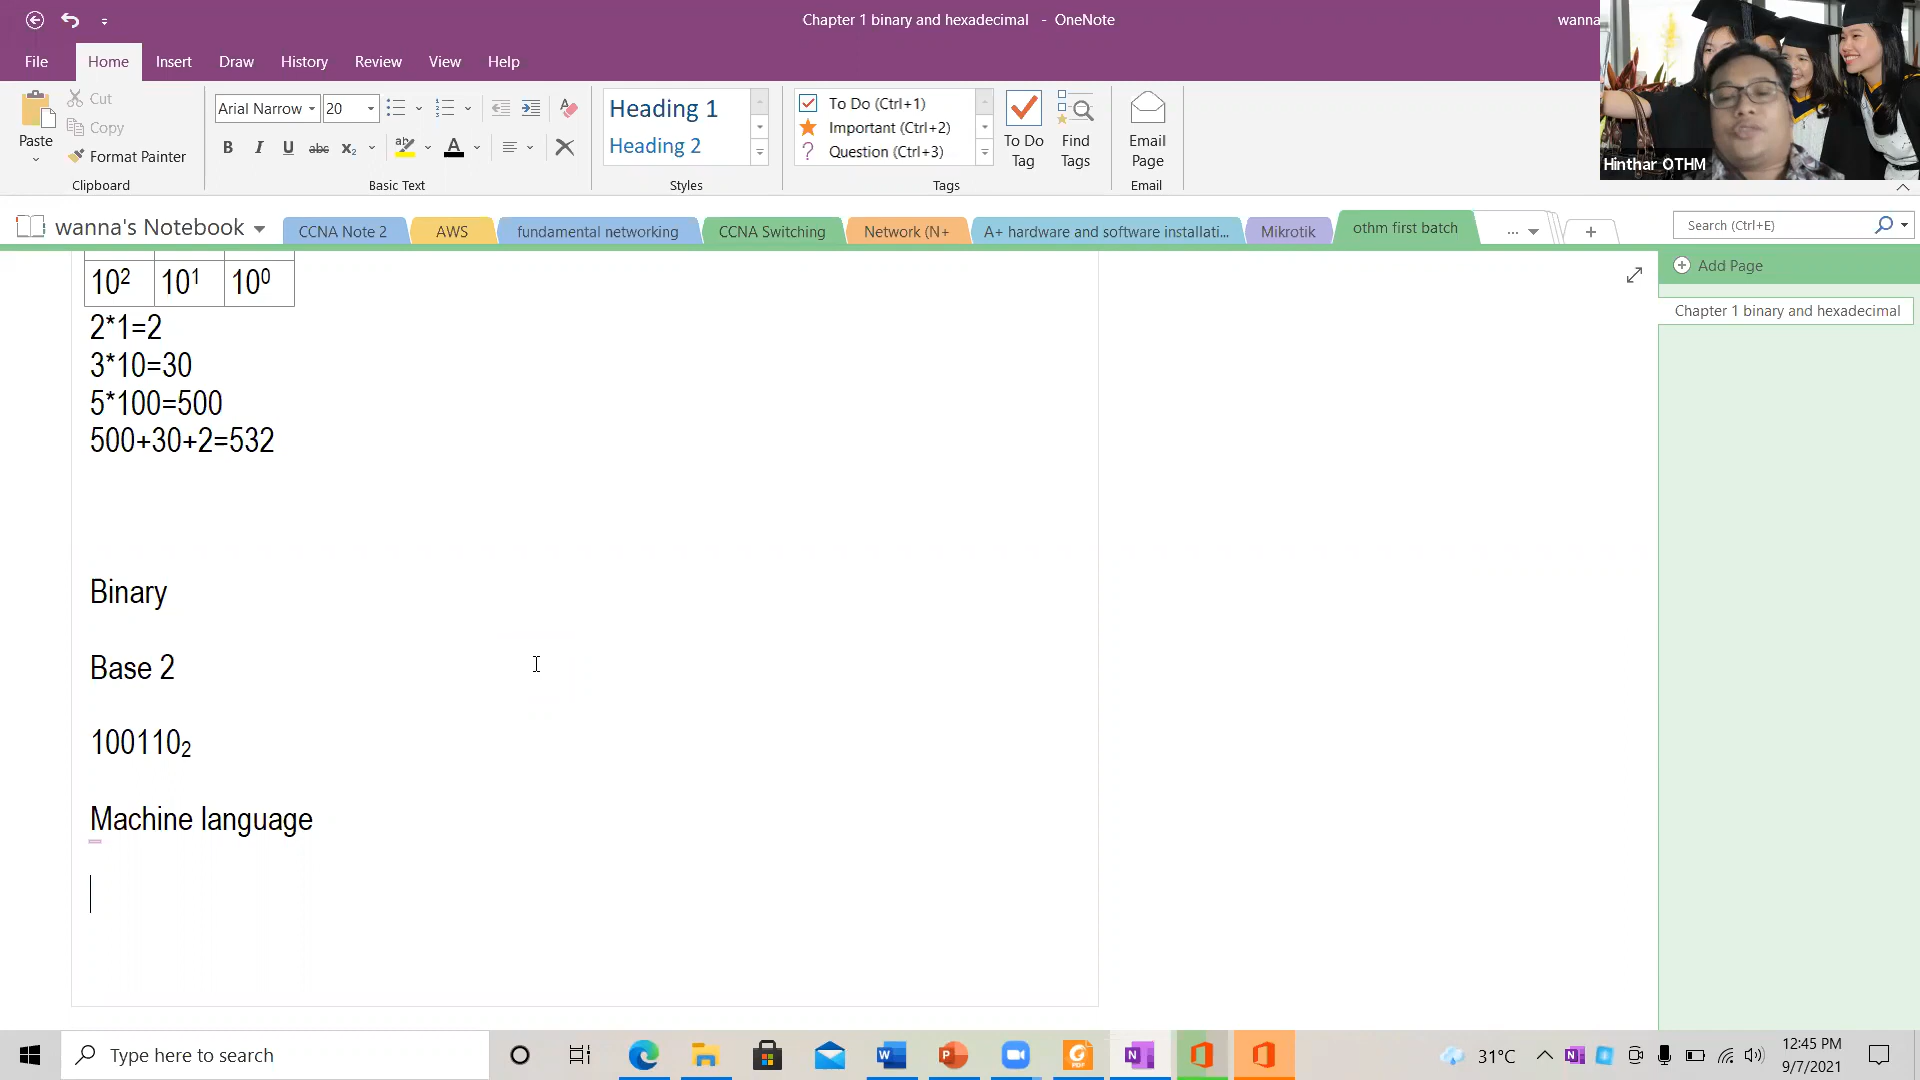 Chapter 1 binary and hexadecimal - OneNote
wanna
File Home Insert Draw History Review View Help
Paste
Cut
Copy
Format Painter
Clipboard
Arial Narrow 20
B I U abc x₂ A
Basic Text
Heading 1
Heading 2
Styles
To Do (Ctrl+1)
Important (Ctrl+2)
Question (Ctrl+3)
To Do Tag
Find Tags
Tags
Email Page
Email
Hinthar OTHM
wanna's Notebook CCNA Note 2 AWS fundamental networking CCNA Switching Network (N+ A+ hardware and software installati... Mikrotik othm first batch ... Search (Ctrl+E)
Add Page
Chapter 1 binary and hexadecimal
10² 10¹ 10⁰
2*1=2
3*10=30
5*100=500
500+30+2=532
Binary
Base 2
100110₂
Machine language
Type here to search
31°C
12:45 PM
9/7/2021